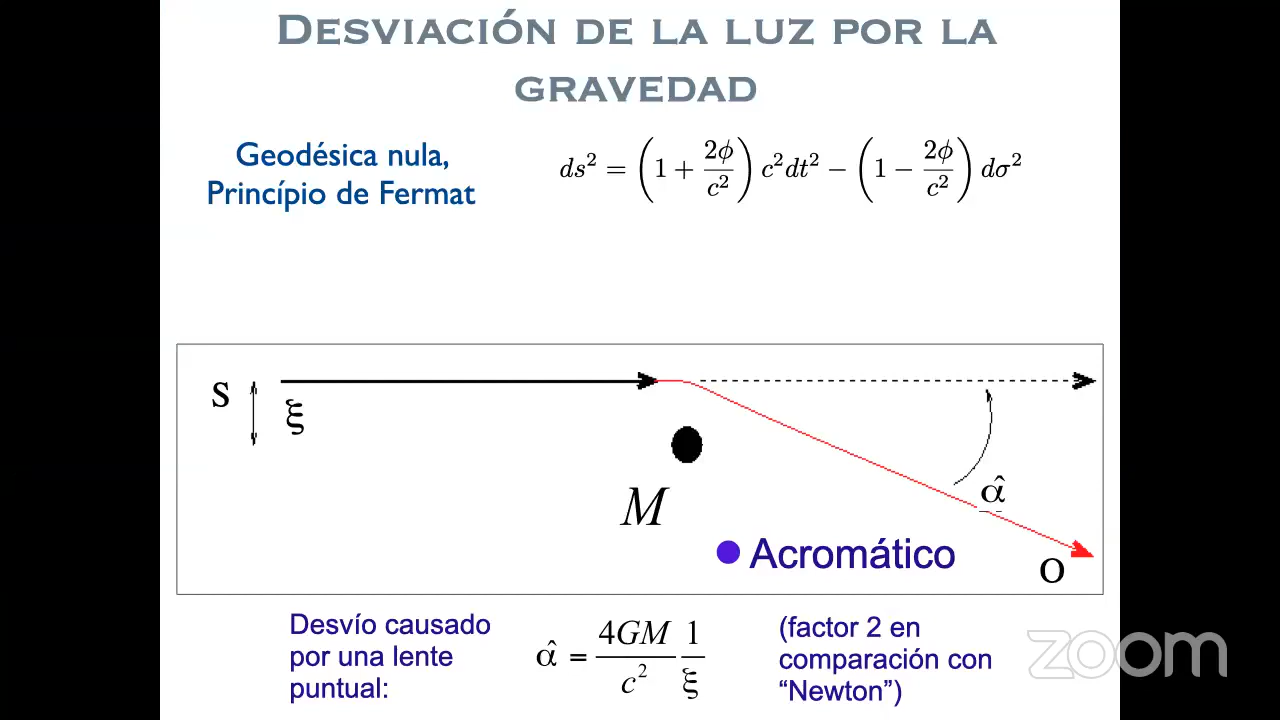 DESVIACIÓN DE LA LUZ POR LA
GRAVEDAD
Geodésica nula,
Princípio de Fermat
ds² = (1 + 2ϕ/c²) c²dt² − (1 − 2ϕ/c²) dσ²
S
ξ
M
α̂
Acromático
O
Desvío causado
por una lente
puntual:
α̂ = 4GM/c² 1/ξ
(factor 2 en
comparación con
“Newton”)
zoom